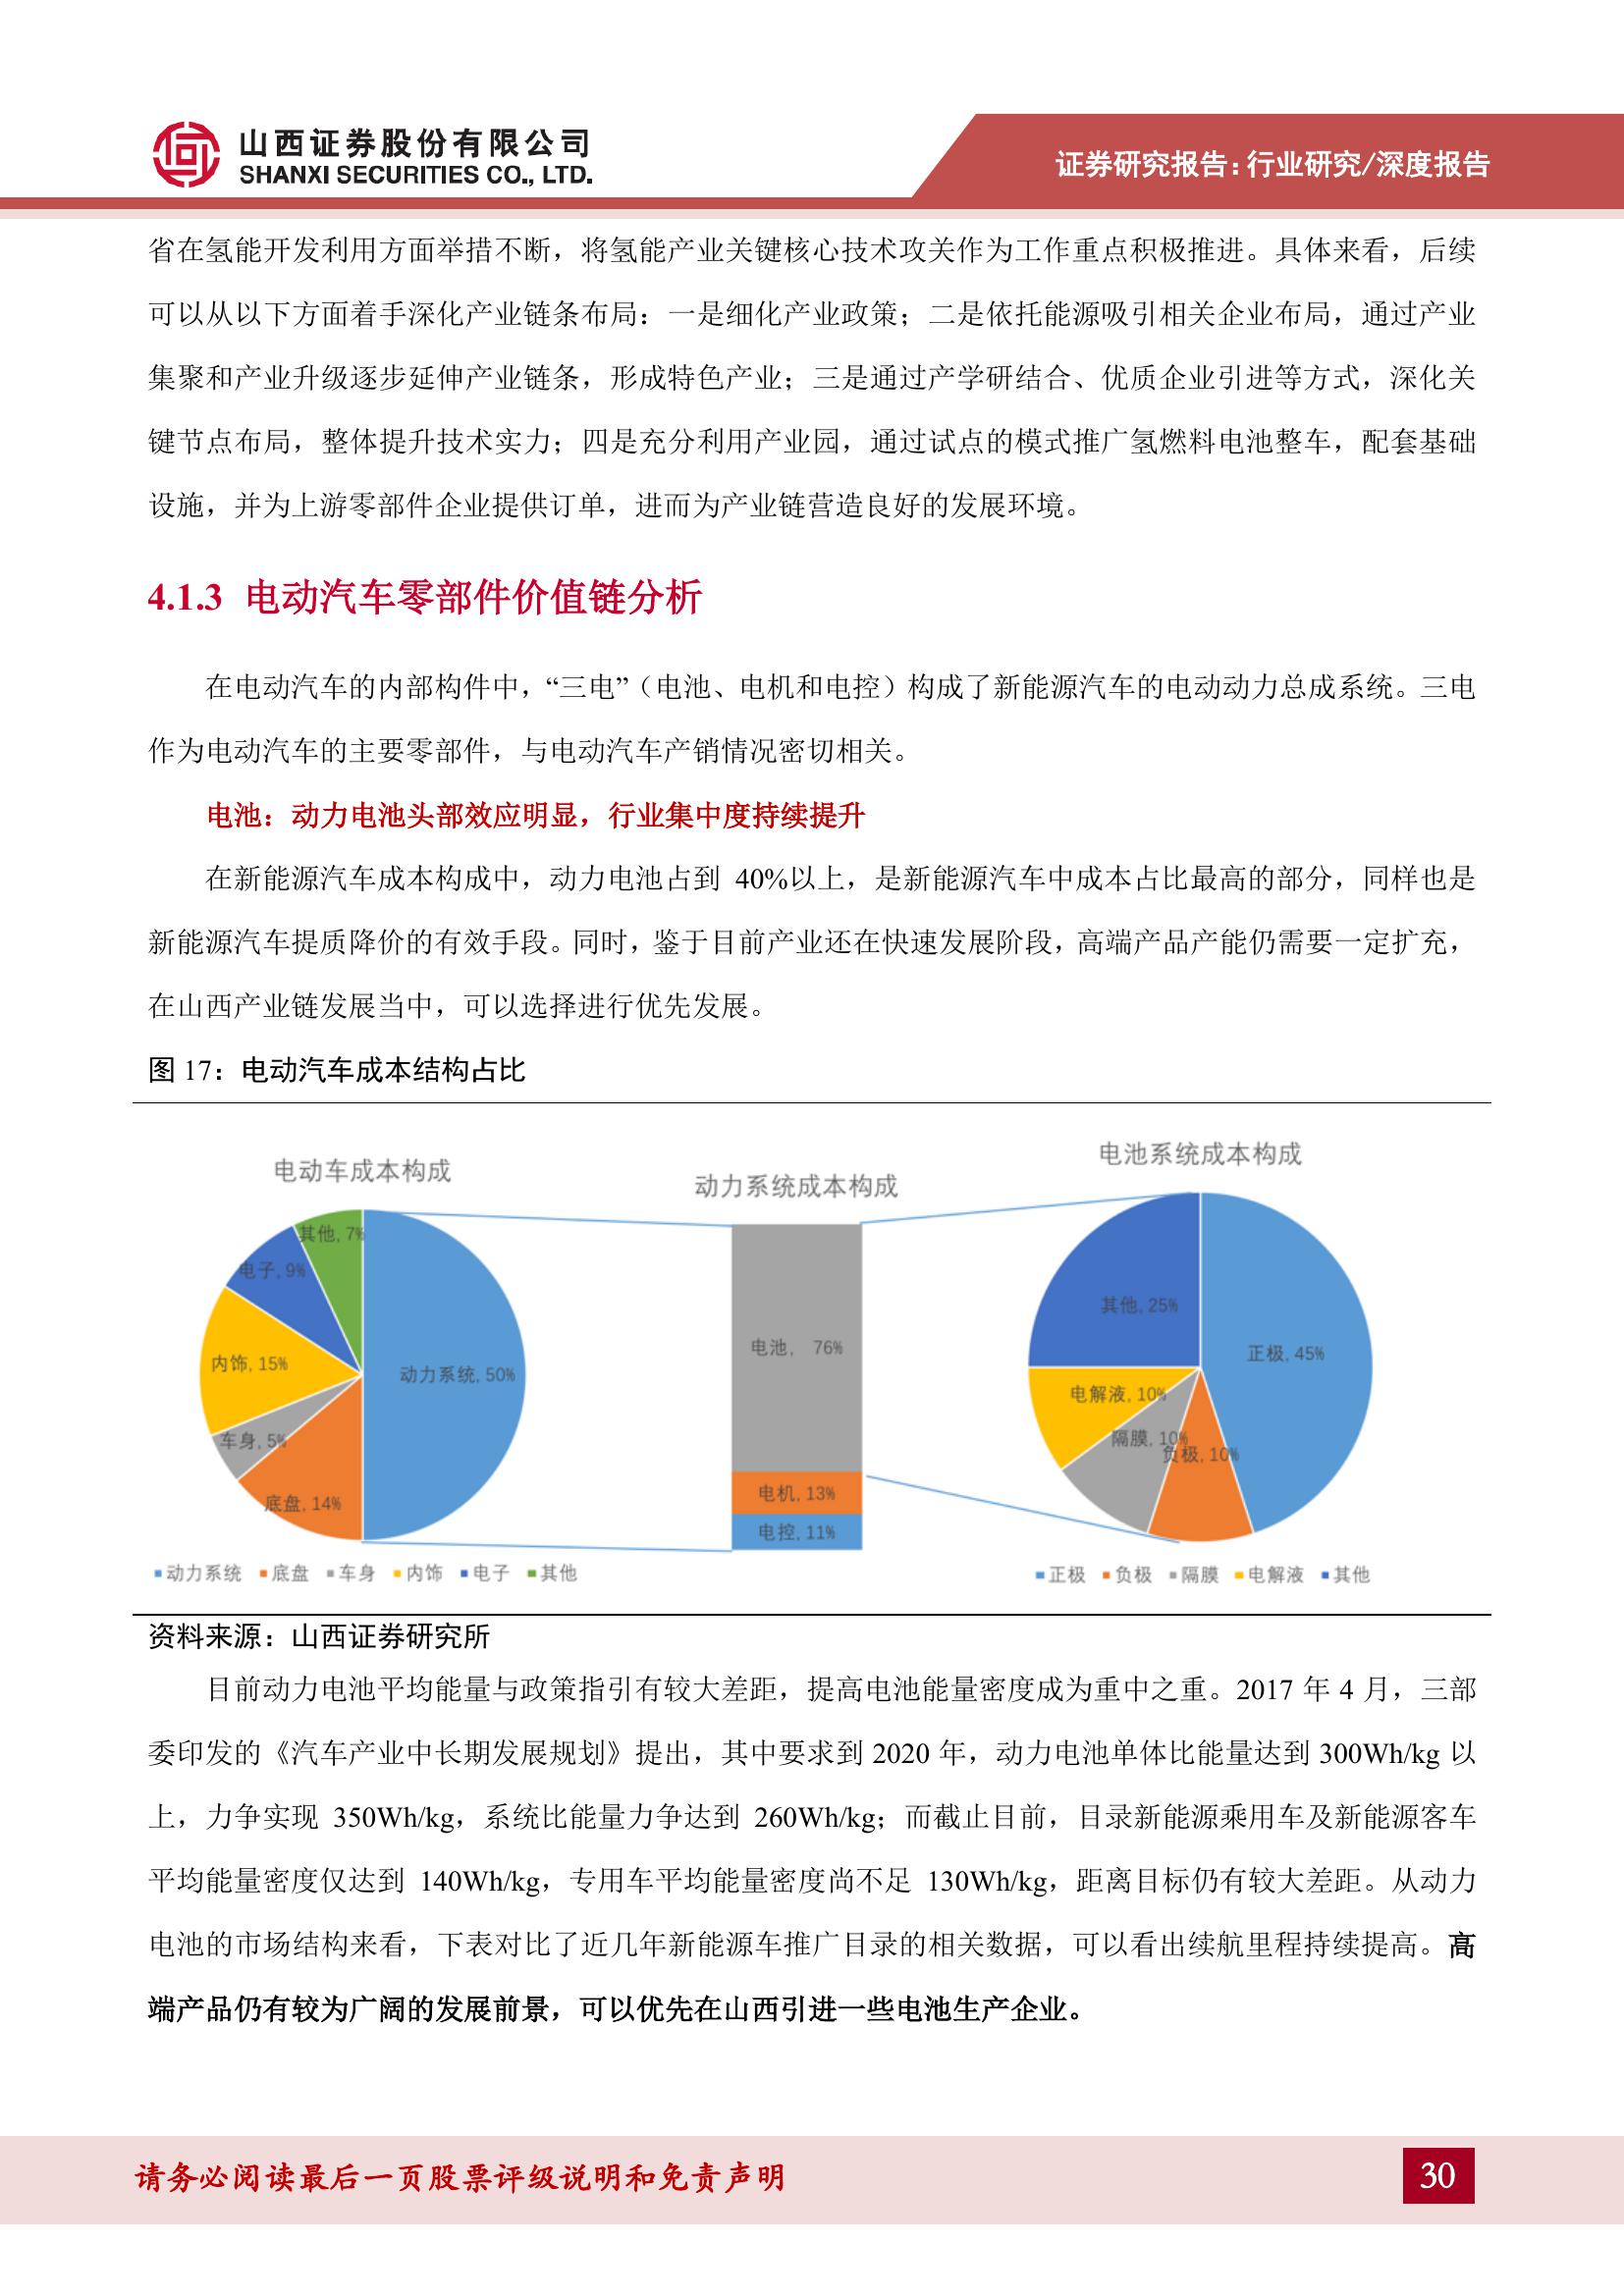 山西证券股份有限公司
SHANXI SECURITIES CO., LTD.
证券研究报告:行业研究/深度报告
省在氢能开发利用方面举措不断，将氢能产业关键核心技术攻关作为工作重点积极推进。具体来看，后续
可以从以下方面着手深化产业链条布局：一是细化产业政策；二是依托能源吸引相关企业布局，通过产业
集聚和产业升级逐步延伸产业链条，形成特色产业；三是通过产学研结合、优质企业引进等方式，深化关
键节点布局，整体提升技术实力；四是充分利用产业园，通过试点的模式推广氢燃料电池整车，配套基础
设施，并为上游零部件企业提供订单，进而为产业链营造良好的发展环境。
4.1.3 电动汽车零部件价值链分析
在电动汽车的内部构件中，“三电”（电池、电机和电控）构成了新能源汽车的电动动力总成系统。三电
作为电动汽车的主要零部件，与电动汽车产销情况密切相关。
电池：动力电池头部效应明显，行业集中度持续提升
在新能源汽车成本构成中，动力电池占到 40%以上，是新能源汽车中成本占比最高的部分，同样也是
新能源汽车提质降价的有效手段。同时，鉴于目前产业还在快速发展阶段，高端产品产能仍需要一定扩充，
在山西产业链发展当中，可以选择进行优先发展。
图 17：电动汽车成本结构占比
电动车成本构成
其他, 7%
电子, 9%
内饰, 15%
动力系统, 50%
车身, 5%
底盘, 14%
动力系统 底盘 车身 内饰 电子 其他
动力系统成本构成
电池, 76%
电机, 13%
电控, 11%
电池系统成本构成
其他, 25%
正极, 45%
电解液, 10%
隔膜, 10%
负极, 10%
正极 负极 隔膜 电解液 其他
资料来源：山西证券研究所
目前动力电池平均能量与政策指引有较大差距，提高电池能量密度成为重中之重。2017 年 4 月，三部
委印发的《汽车产业中长期发展规划》提出，其中要求到 2020 年，动力电池单体比能量达到 300Wh/kg 以
上，力争实现 350Wh/kg，系统比能量力争达到 260Wh/kg；而截止目前，目录新能源乘用车及新能源客车
平均能量密度仅达到 140Wh/kg，专用车平均能量密度尚不足 130Wh/kg，距离目标仍有较大差距。从动力
电池的市场结构来看，下表对比了近几年新能源车推广目录的相关数据，可以看出续航里程持续提高。高
端产品仍有较为广阔的发展前景，可以优先在山西引进一些电池生产企业。
请务必阅读最后一页股票评级说明和免责声明
30